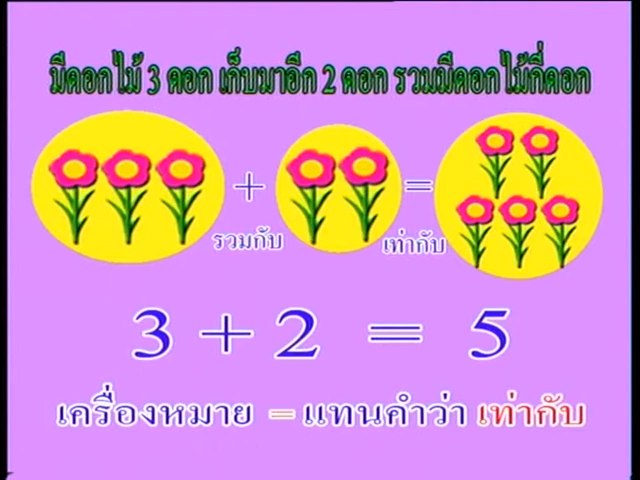 มีดอกไม้ 3 ดอก เก็บมาอีก 2 ดอก รวมมีดอกไม้กี่ดอก
+ =
รวมกับ เท่ากับ
3 + 2 = 5
เครื่องหมาย = แทนคำว่า เท่ากับ